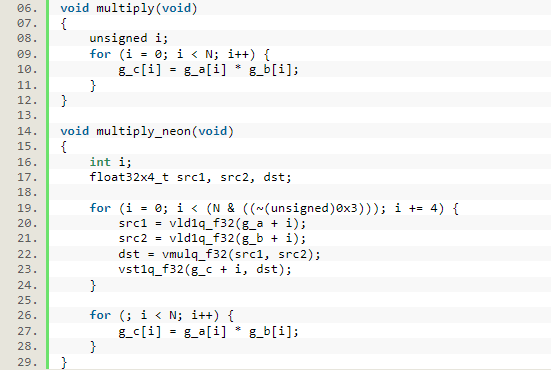 06. void multiply(void)
07. {
08.     unsigned i;
09.     for (i = 0; i < N; i++) {
10.         g_c[i] = g_a[i] * g_b[i];
11.     }
12. }
13.
14. void multiply_neon(void)
15. {
16.     int i;
17.     float32x4_t src1, src2, dst;
18.
19.     for (i = 0; i < (N & ((~(unsigned)0x3))); i += 4) {
20.         src1 = vld1q_f32(g_a + i);
21.         src2 = vld1q_f32(g_b + i);
22.         dst = vmulq_f32(src1, src2);
23.         vst1q_f32(g_c + i, dst);
24.     }
25.
26.     for (; i < N; i++) {
27.         g_c[i] = g_a[i] * g_b[i];
28.     }
29. }